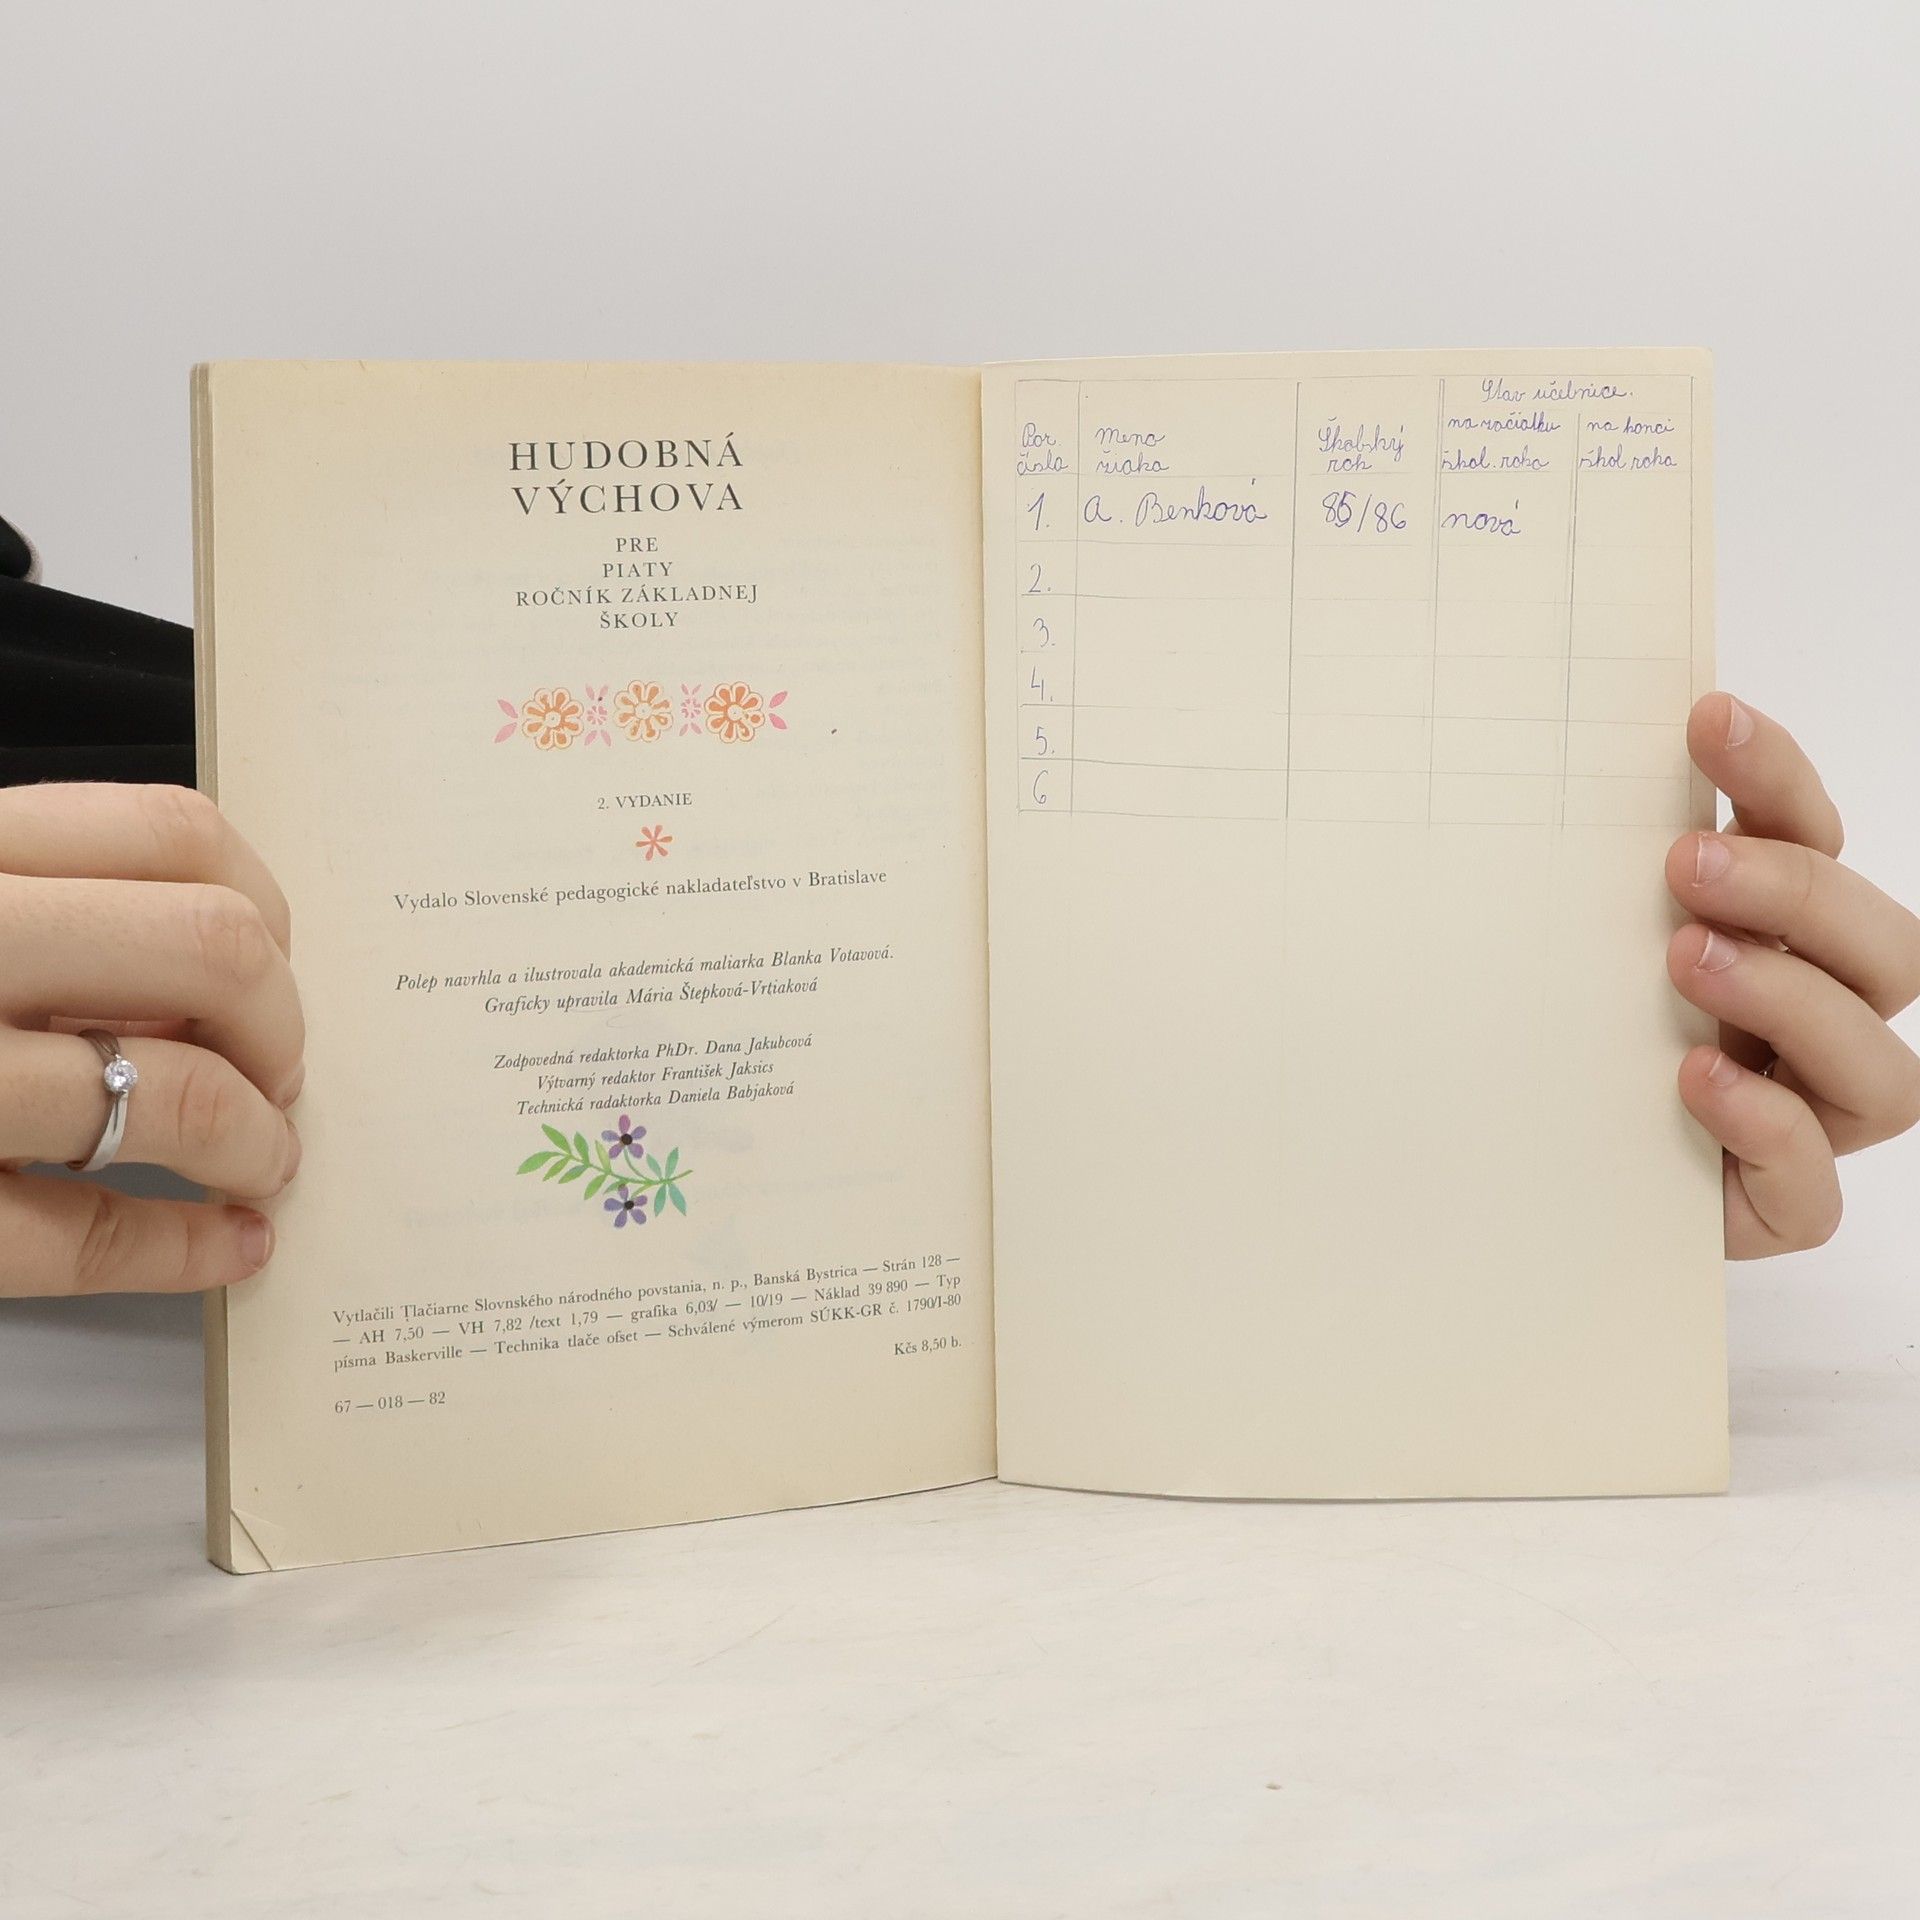 HUDOBNÁ
VÝCHOVA
PRE
PIATY
ROČNÍK ZÁKLADNEJ
ŠKOLY
2. VYDANIE
Vydalo Slovenské pedagogické nakladateľstvo v Bratislave
Polep navrhla a ilustrovala akademická maliarka Blanka Votavová.
Graficky upravila Mária Štepková-Vrtiaková
Zodpovedná redaktorka PhDr. Dana Jakubcová
Výtvarný redaktor František Jaksics
Technická radaktorka Daniela Babjaková
Vytlačili Tlačiarne Slovnského národného povstania, n. p., Banská Bystrica — Strán 128 —
— AH 7,50 — VH 7,82 /text 1,79 — grafika 6,03/ — 10/19 — Náklad 39 890 — Typ
písma Baskerville — Technika tlače ofset — Schválené výmerom SÚKK-GR č. 1790/I-80
Kčs 8,50 b.
67 — 018 — 82
Stav učebnice.
Por. číslo
Meno žiaka
Školský rok
na začiatku škol. roka
na konci škol roka
1. A. Benková 85/86 nová
2.
3.
4.
5.
6